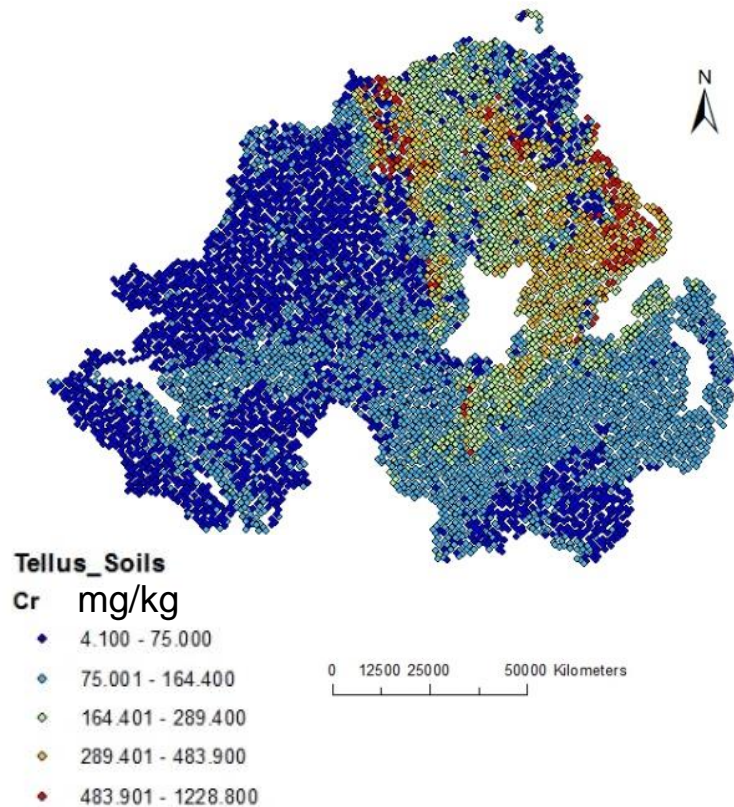 N
Tellus_Soils
Cr mg/kg
4.100 - 75.000
75.001 - 164.400
164.401 - 289.400
289.401 - 483.900
483.901 - 1228.800
0 12500 25000 50000 Kilometers